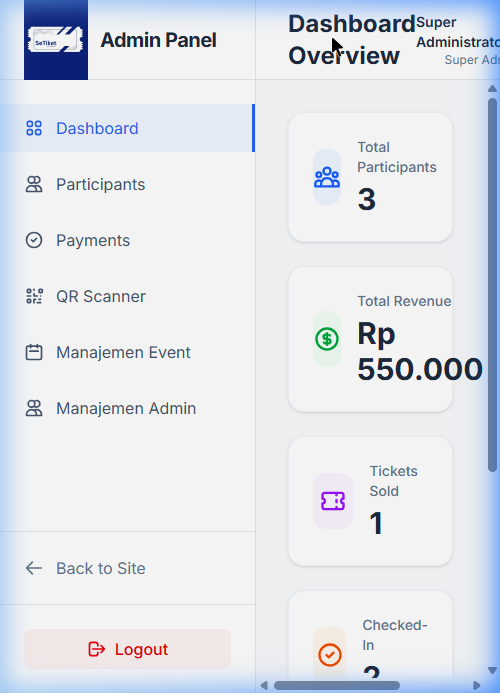 SeTiket
Admin Panel
Dashboard
Participants
Payments
QR Scanner
Manajemen Event
Manajemen Admin
Back to Site
Logout
Dashboard
Overview
Super
Administrato
Super Adm
Total
Participants
3
Total Revenue
Rp
550.000
Tickets
Sold
1
Checked-
In
2